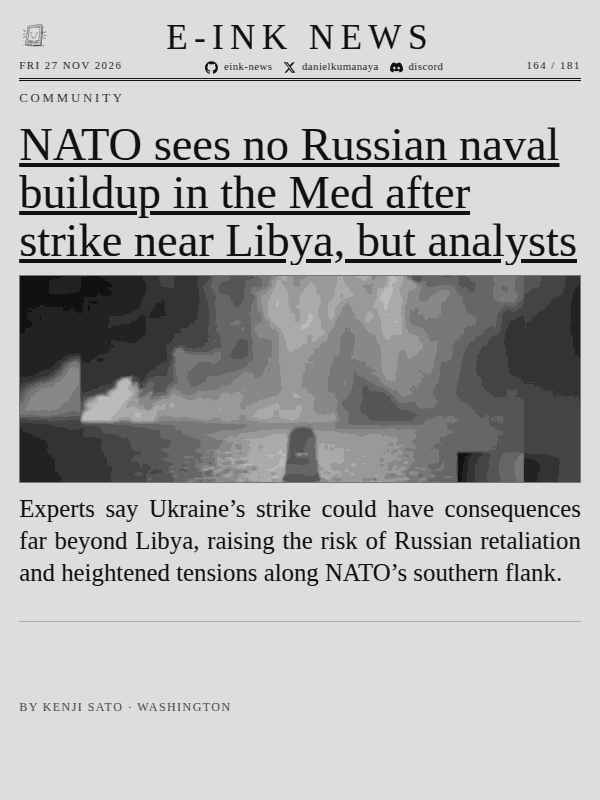 E-INK NEWS
FRI 27 NOV 2026 eink-news danielkumanaya discord 164 / 181
COMMUNITY
NATO sees no Russian naval
buildup in the Med after
strike near Libya, but analysts
Experts say Ukraine’s strike could have consequences
far beyond Libya, raising the risk of Russian retaliation
and heightened tensions along NATO’s southern flank.
BY KENJI SATO · WASHINGTON